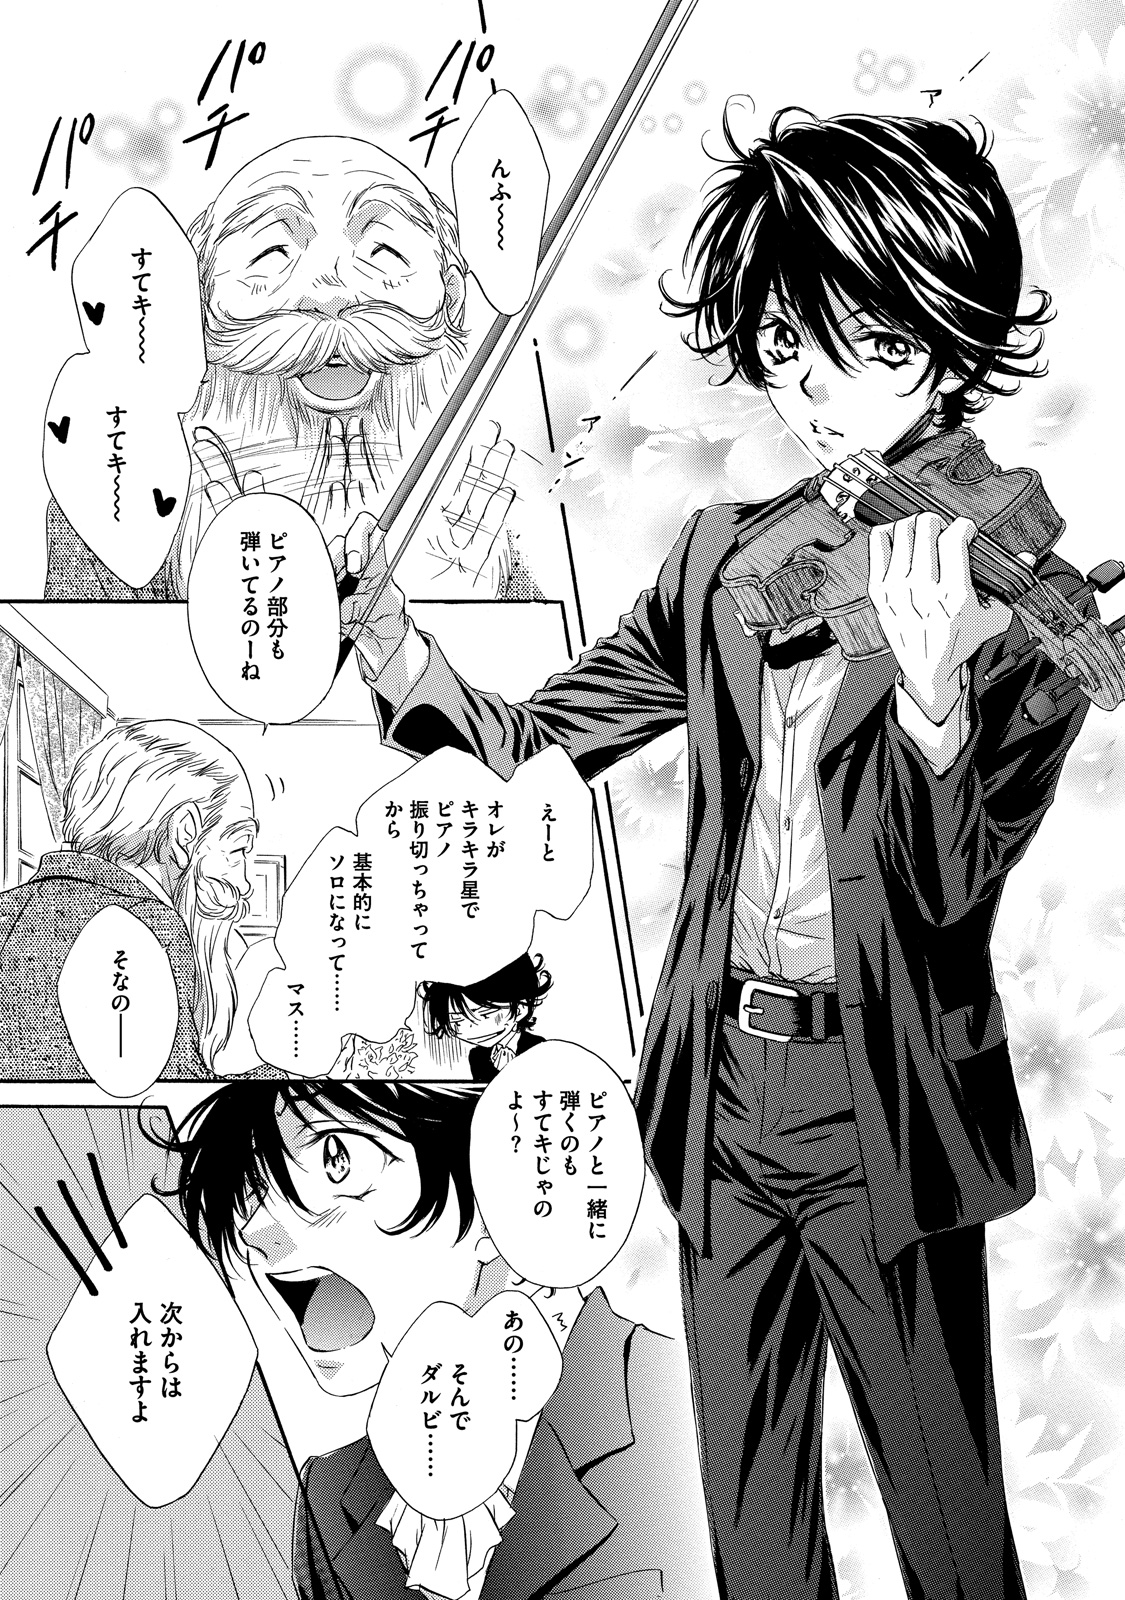 ァ
ァン
んふ～～
パチ
パチ
パチ
すてキ～～
すてキ～～
ピアノ部分も
弾いてるのーね
えーと
オレが
キラキラ星で
ピアノ
振り切っちゃって
から
基本的に
ソロになって……
マス……
そなの――
ピアノと一緒に
弾くのも
すてキじゃの
よ～？
あの……
そんで
ダルビ……
次からは
入れますよ